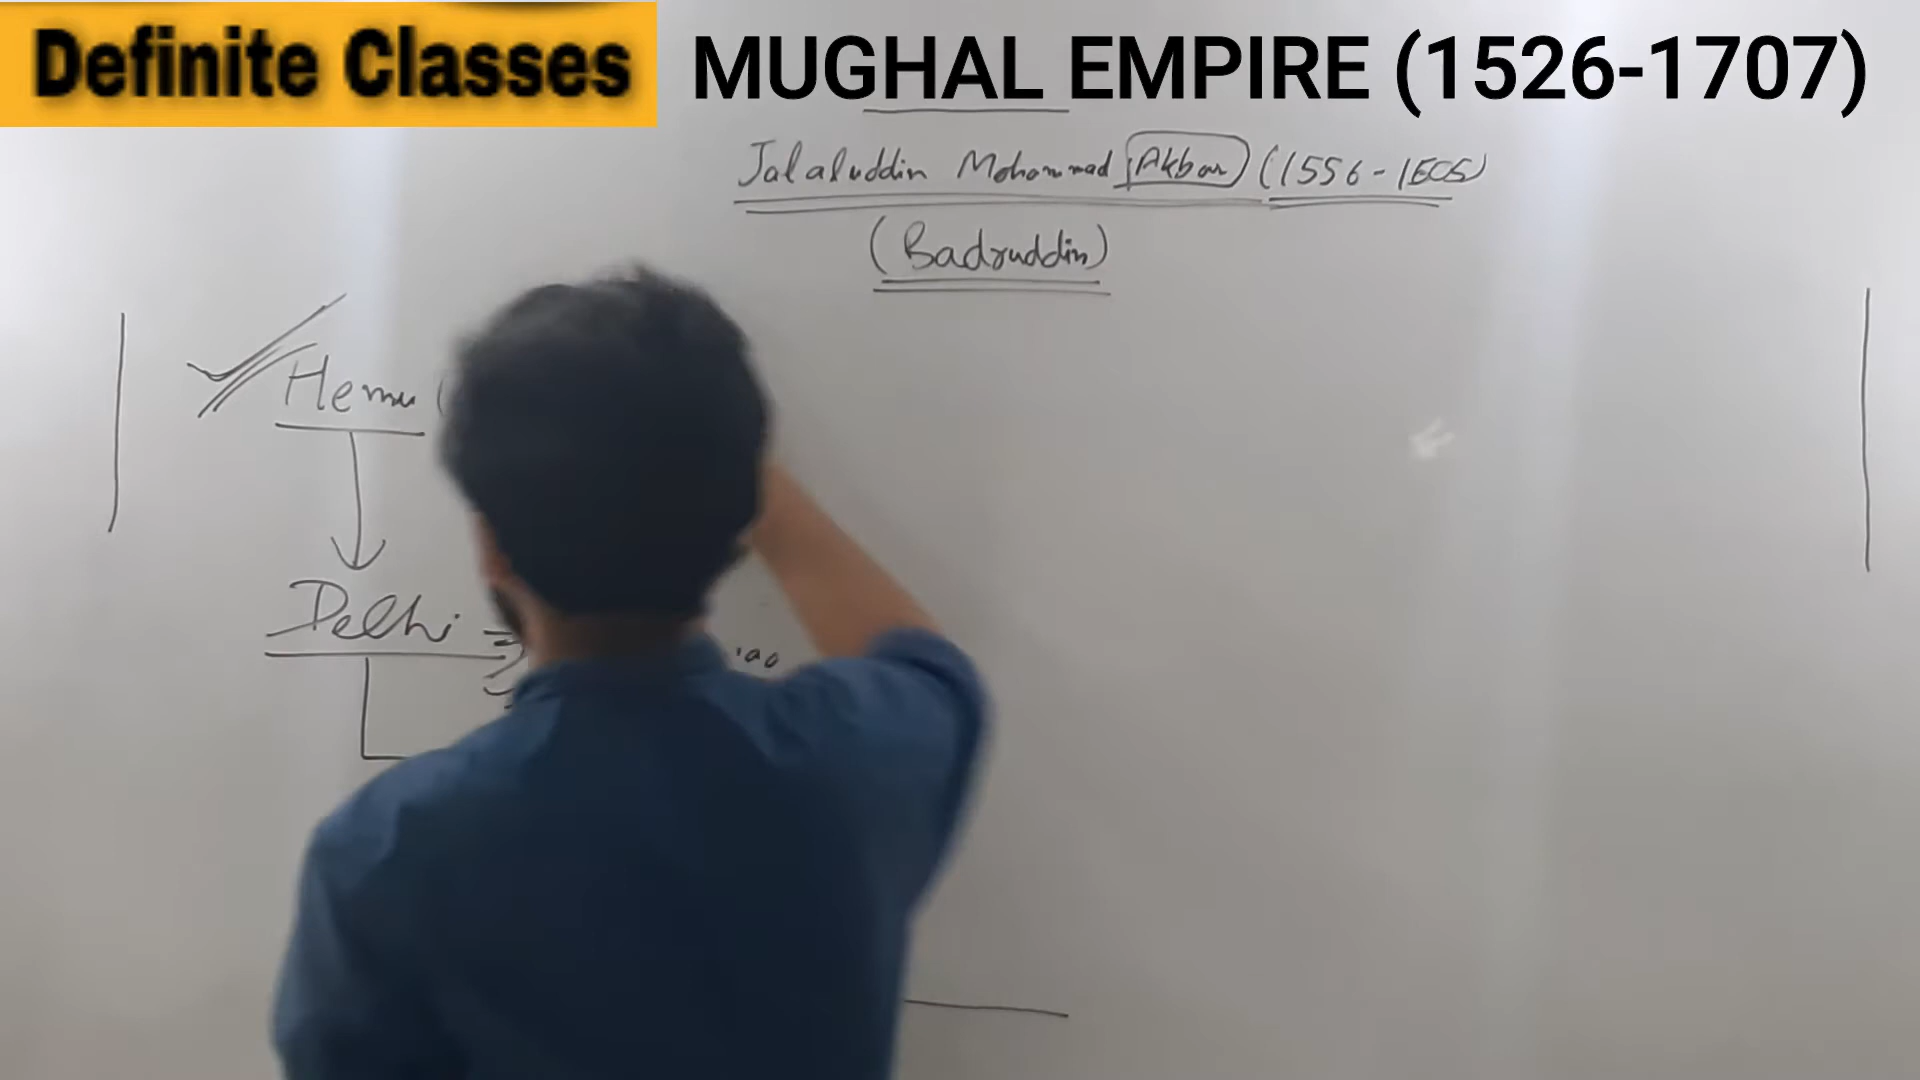 Definite Classes MUGHAL EMPIRE (1526-1707)
Jalaluddin Mohammad Akbar (1556-1605)
(Badruddin)
Hemu (
Delhi